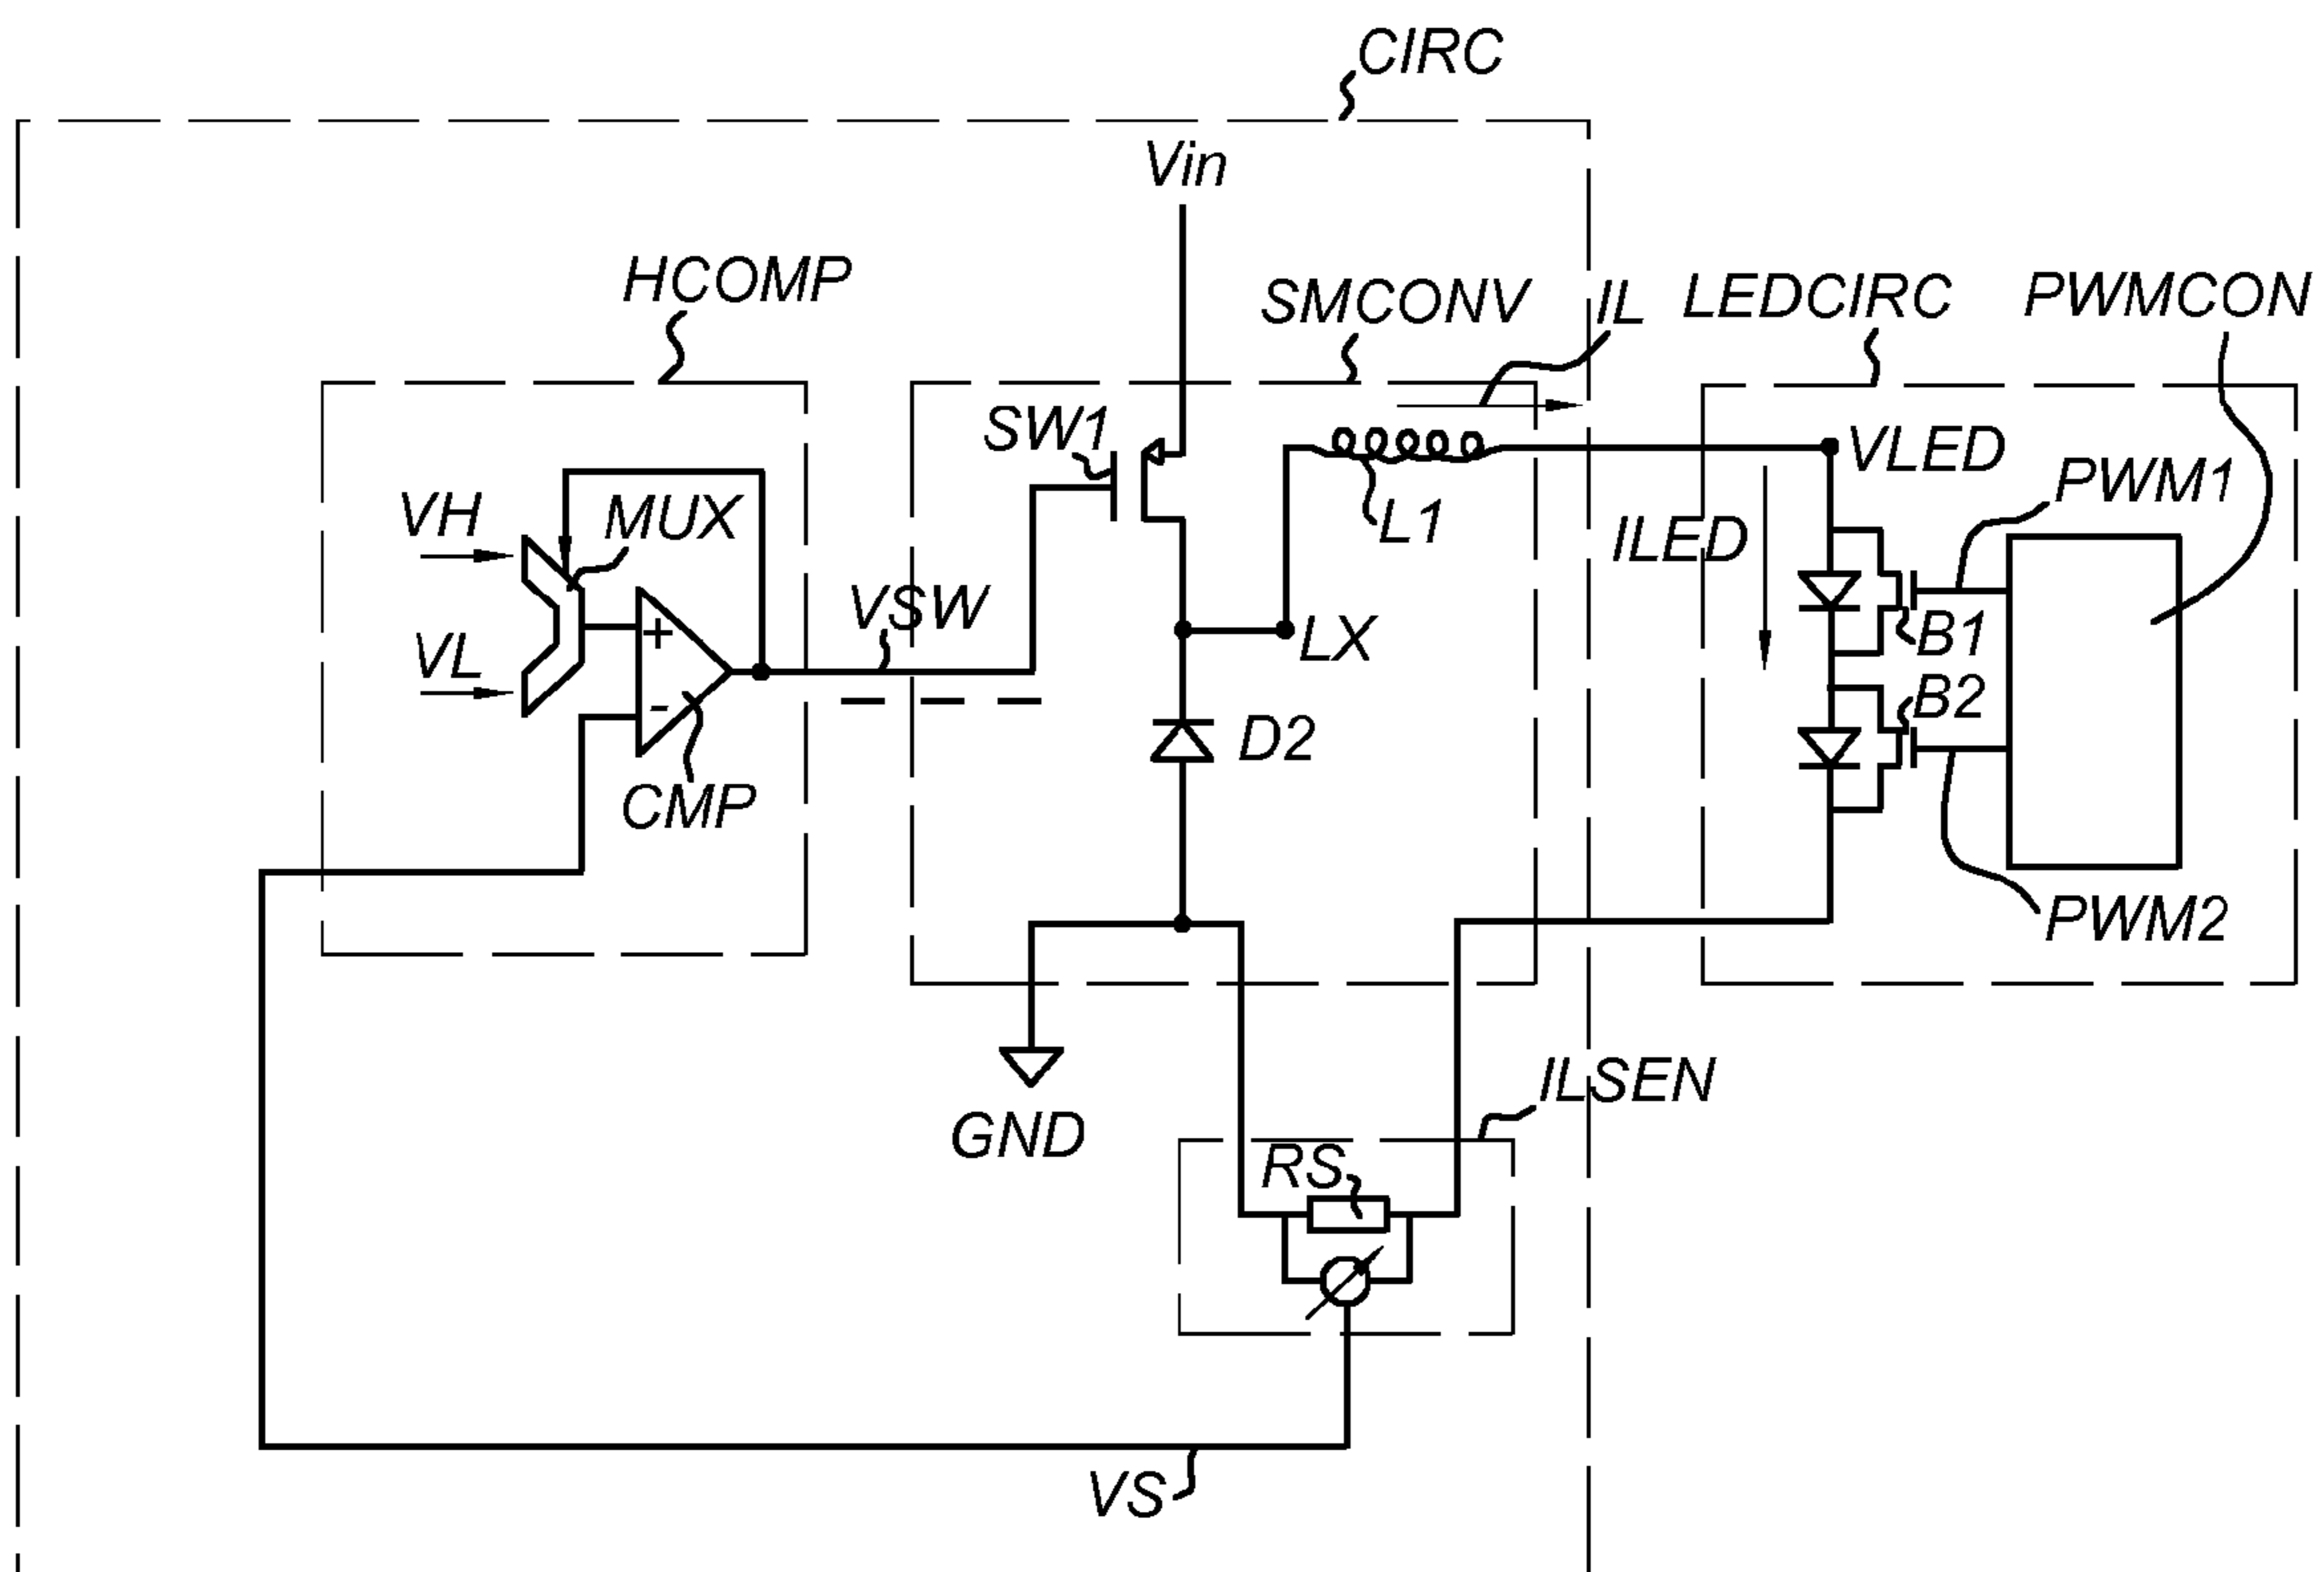 CIRC
Vin
HCOMP
SMCONV
IL
LEDCIRC
PWMCON
SW1
VLED
VH
MUX
L1
PWM1
ILED
VSW
LX
B1
VL
+
-
B2
D2
CMP
PWM2
ILSEN
GND
RS
VS